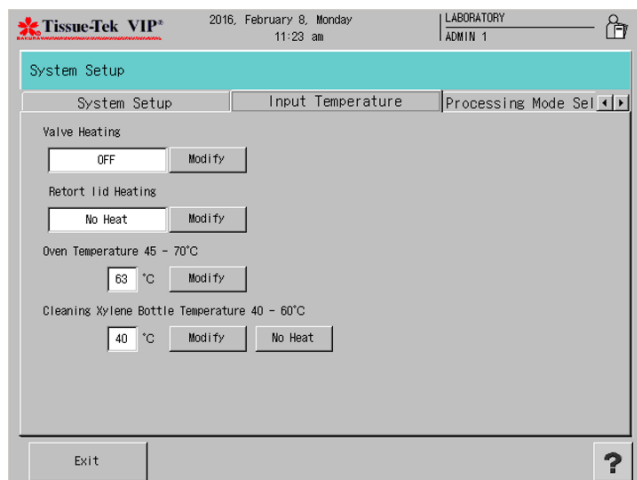 Tissue-Tek VIP®
2016, February 8, Monday
11:23 am
LABORATORY
ADMIN 1
System Setup
System Setup
Input Temperature
Processing Mode Sel
Valve Heating
OFF
Modify
Retort lid Heating
No Heat
Modify
Oven Temperature 45 - 70°C
63 °C
Modify
Cleaning Xylene Bottle Temperature 40 - 60°C
40 °C
Modify
No Heat
Exit
?